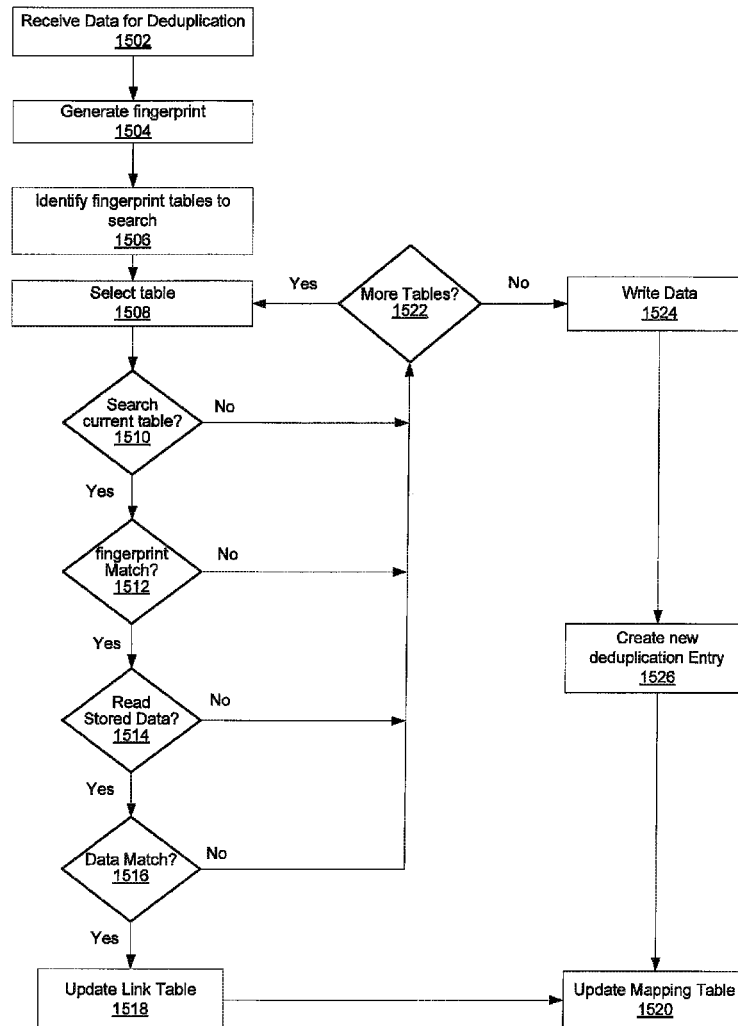 Receive Data for Deduplication
1502
Generate fingerprint
1504
Identify fingerprint tables to
search
1506
Select table
1508
Yes
More Tables?
1522
No
Write Data
1524
Search
current table?
1510
No
Yes
fingerprint
Match?
1512
No
Yes
Create new
deduplication Entry
1526
Read
Stored Data?
1514
No
Yes
Data Match?
1516
No
Yes
Update Link Table
1518
Update Mapping Table
1520